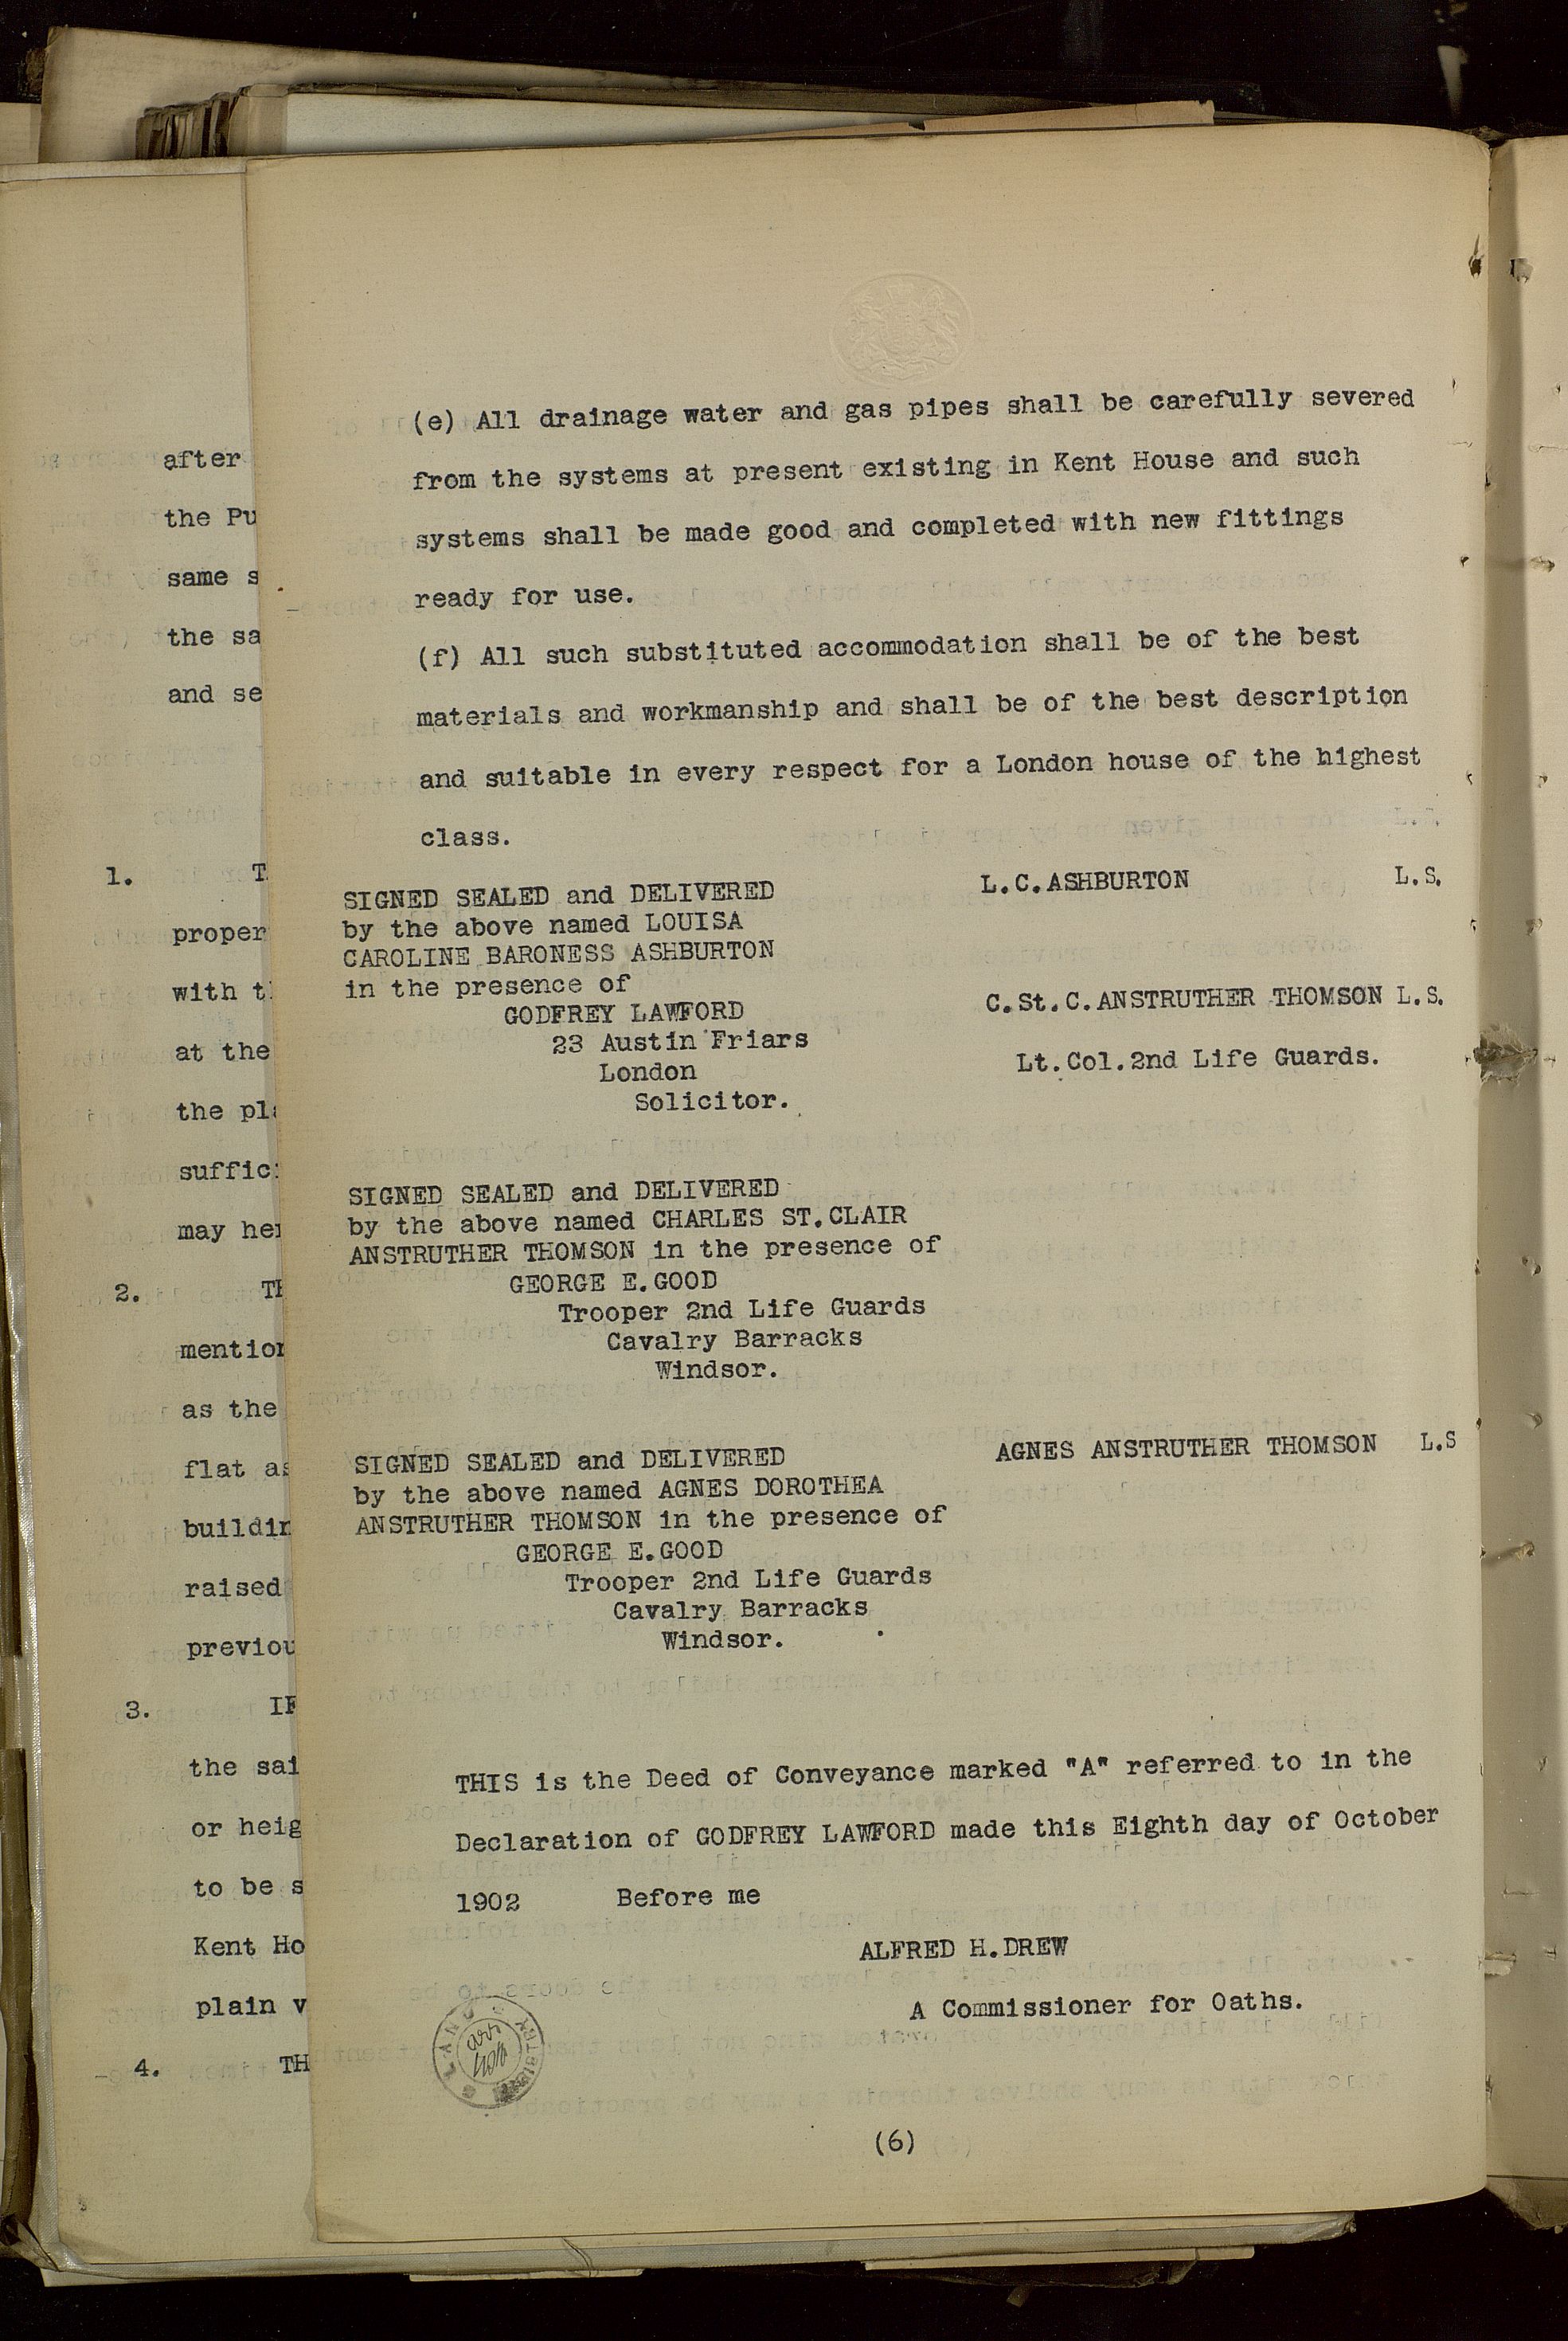 (e) All drainage water and gas pipes shall be carefully severed
from the systems at present existing in Kent House and such
systems shall be made good and completed with new fittings
ready for use.
(f) All such substituted accommodation shall be of the best
materials and workmanship and shall be of the best description
and suitable in every respect for a London house of the highest
class.
SIGNED SEALED and DELIVERED
by the above named LOUISA
CAROLINE BARONESS ASHBURTON
in the presence of
GODFREY LAWFORD
23 Austin Friars
London
Solicitor.
L.C.ASHBURTON L.S.
C.St.C.ANSTRUTHER THOMSON L.S.
Lt.Col.2nd Life Guards.
SIGNED SEALED and DELIVERED
by the above named CHARLES ST.CLAIR
ANSTRUTHER THOMSON in the presence of
GEORGE E.GOOD
Trooper 2nd Life Guards
Cavalry Barracks
Windsor.
SIGNED SEALED and DELIVERED
by the above named AGNES DOROTHEA
ANSTRUTHER THOMSON in the presence of
GEORGE E.GOOD
Trooper 2nd Life Guards
Cavalry Barracks
Windsor.
AGNES ANSTRUTHER THOMSON L.S
THIS is the Deed of Conveyance marked "A" referred to in the
Declaration of GODFREY LAWFORD made this Eighth day of October
1902 Before me
ALFRED H.DREW
A Commissioner for Oaths.
(6)
after
the Pu
same s
the sa
and se
1. T
proper
with t
at the
the pla
suffic
may her
2. TH
mention
as the
flat as
buildin
raised
previou
3. IF
the sai
or heig
to be s
Kent Ho
plain v
4. TH